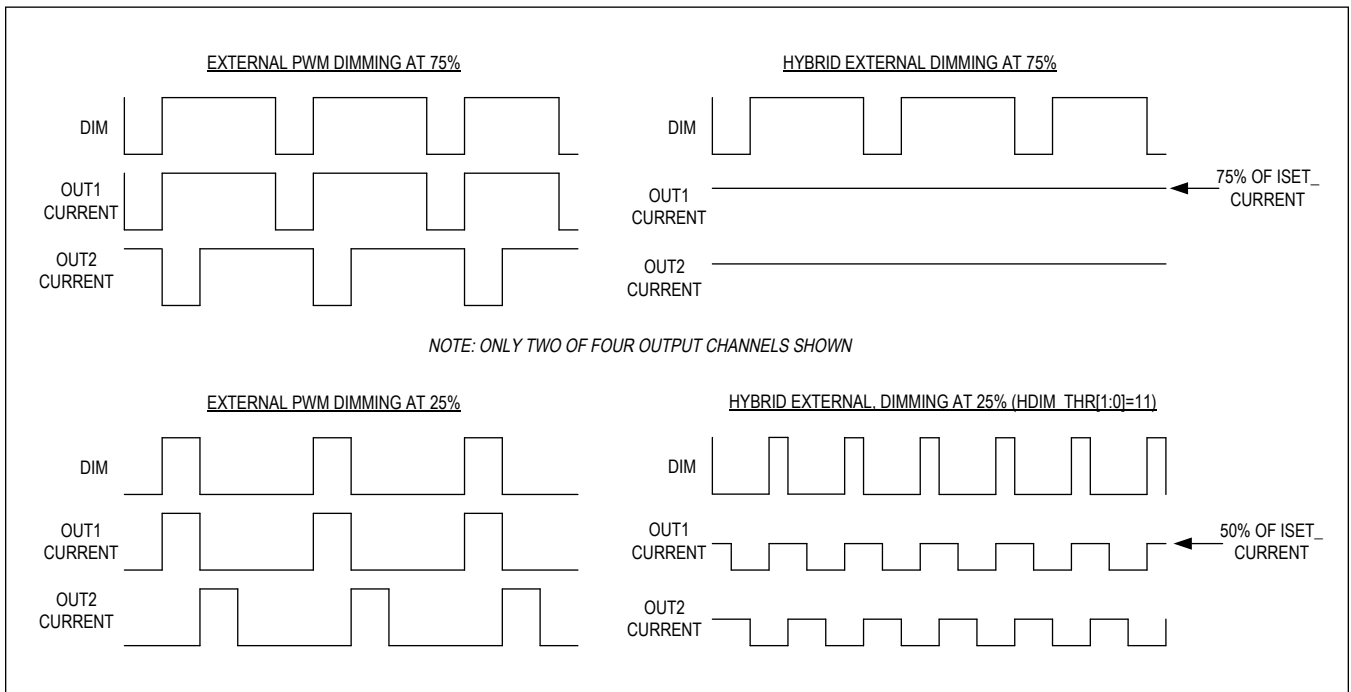 EXTERNAL PWM DIMMING AT 75%
DIM
OUT1
CURRENT
OUT2
CURRENT
HYBRID EXTERNAL DIMMING AT 75%
DIM
OUT1
CURRENT
75% OF ISET_
CURRENT
OUT2
CURRENT
NOTE: ONLY TWO OF FOUR OUTPUT CHANNELS SHOWN
EXTERNAL PWM DIMMING AT 25%
DIM
OUT1
CURRENT
OUT2
CURRENT
HYBRID EXTERNAL, DIMMING AT 25% (HDIM_THR[1:0]=11)
DIM
OUT1
CURRENT
50% OF ISET_
CURRENT
OUT2
CURRENT